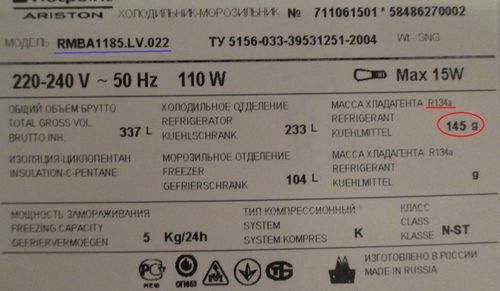 Hotpoint
ARISTON ХОЛОДИЛЬНИК-МОРОЗИЛЬНИК № 711061501 * 58486270002
МОДЕЛЬ RMBA1185.LV.022 ТУ 5156-033-39531251-2004 Wt - SNG
220-240 V ~ 50 Hz 110 W Max 15W
ОБЩИЙ ОБЪЕМ БРУТТО ХОЛОДИЛЬНОЕ ОТДЕЛЕНИЕ МАССА ХЛАДАГЕНТА R134a
TOTAL GROSS VOL. REFRIGERATOR REFRIGERANT 145 g
BRUTTO INH. 337 L KUEHLSCHRANK 233 L KUEHLMITTEL
ИЗОЛЯЦИЯ-ЦИКЛОПЕНТАН МОРОЗИЛЬНОЕ ОТДЕЛЕНИЕ МАССА ХЛАДАГЕНТА R134a
INSULATION-C-PENTANE FREEZER REFRIGERANT g
GEFRIERSCHRANK 104 L KUEHLMITTEL
МОЩНОСТЬ ЗАМОРАЖИВАНИЯ ТИП КОМПРЕССИОННЫЙ КЛАСС
FREEZING CAPACITY SYSTEM CLASS
GEFRIERVERMOEGEN 5 Kg/24h SYSTEM KOMPRES K KLASSE N-ST
ИЗГОТОВЛЕНО В РОССИИ
MADE IN RUSSIA